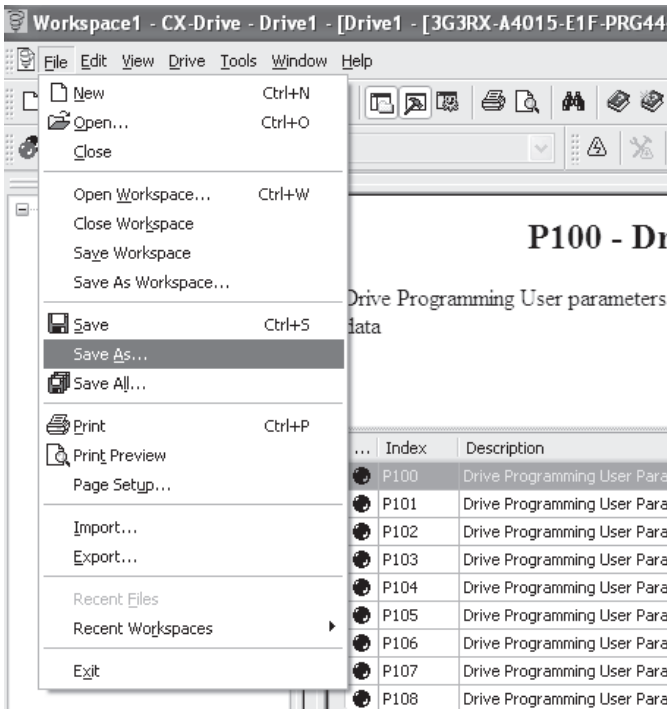 Workspace1 - CX-Drive - Drive1 - [Drive1 - [3G3RX-A4015-E1F-PRG44
File Edit View Drive Tools Window Help
New Ctrl+N
Open... Ctrl+O
Close
Open Workspace... Ctrl+W
Close Workspace
Save Workspace
Save As Workspace...
Save Ctrl+S
Save As...
Save All...
Print Ctrl+P
Print Preview
Page Setup...
Import...
Export...
Recent Files
Recent Workspaces
Exit
P100 - Dr
Drive Programming User parameters
data
... Index Description
P100 Drive Programming User Para
P101 Drive Programming User Para
P102 Drive Programming User Para
P103 Drive Programming User Para
P104 Drive Programming User Para
P105 Drive Programming User Para
P106 Drive Programming User Para
P107 Drive Programming User Para
P108 Drive Programming User Para